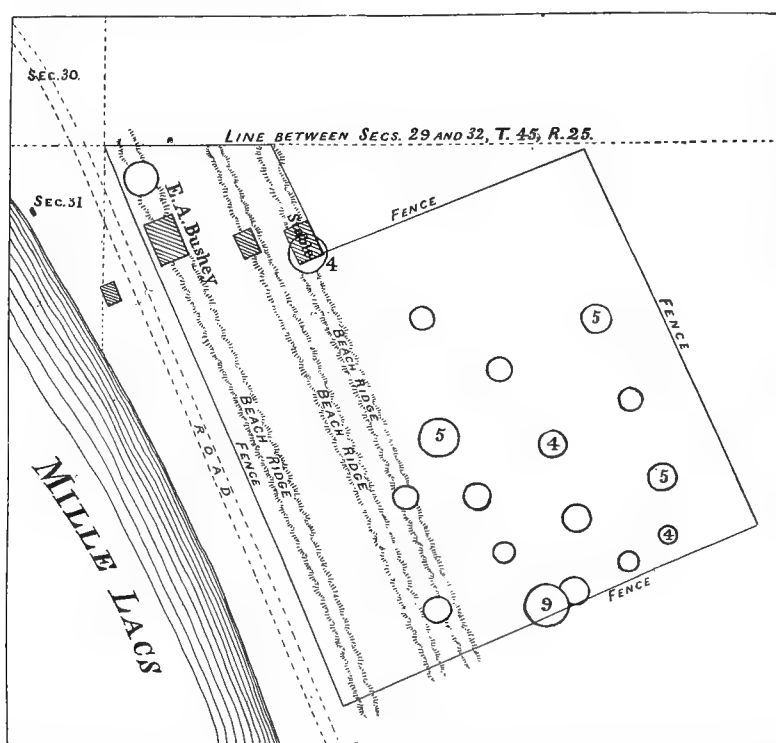 SEC. 30.
LINE BETWEEN SECS. 29 AND 32, T. 45, R. 25.
SEC. 31
E. A. Bushey
Stable
4
FENCE
FENCE
5
BEACH RIDGE
BEACH RIDGE
BEACH RIDGE
FENCE
ROAD
5
4
5
4
9
FENCE
MILLE LACS